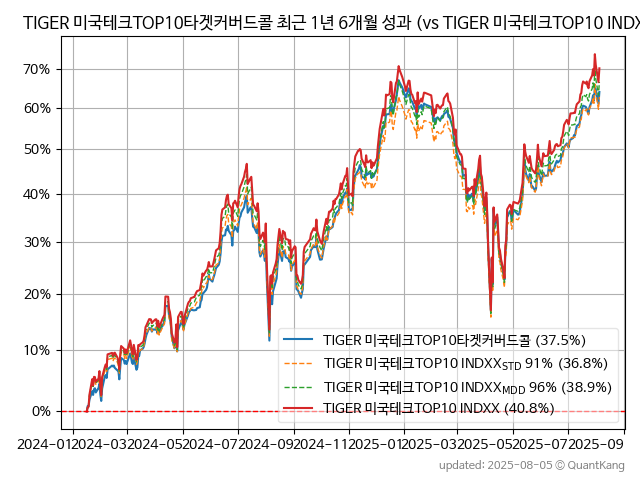 TIGER 미국테크TOP10타겟커버드콜 최근 1년 6개월 성과 (vs TIGER 미국테크TOP10 INDX
70%
60%
50%
40%
30%
20%
10%
0%
TIGER 미국테크TOP10타겟커버드콜 (37.5%)
TIGER 미국테크TOP10 INDXXSTD 91% (36.8%)
TIGER 미국테크TOP10 INDXXMDD 96% (38.9%)
TIGER 미국테크TOP10 INDXX (40.8%)
2024-01 2024-03 2024-05 2024-07 2024-09 2024-11 2025-01 2025-03 2025-05 2025-07 2025-09
updated: 2025-08-05 © QuantKang